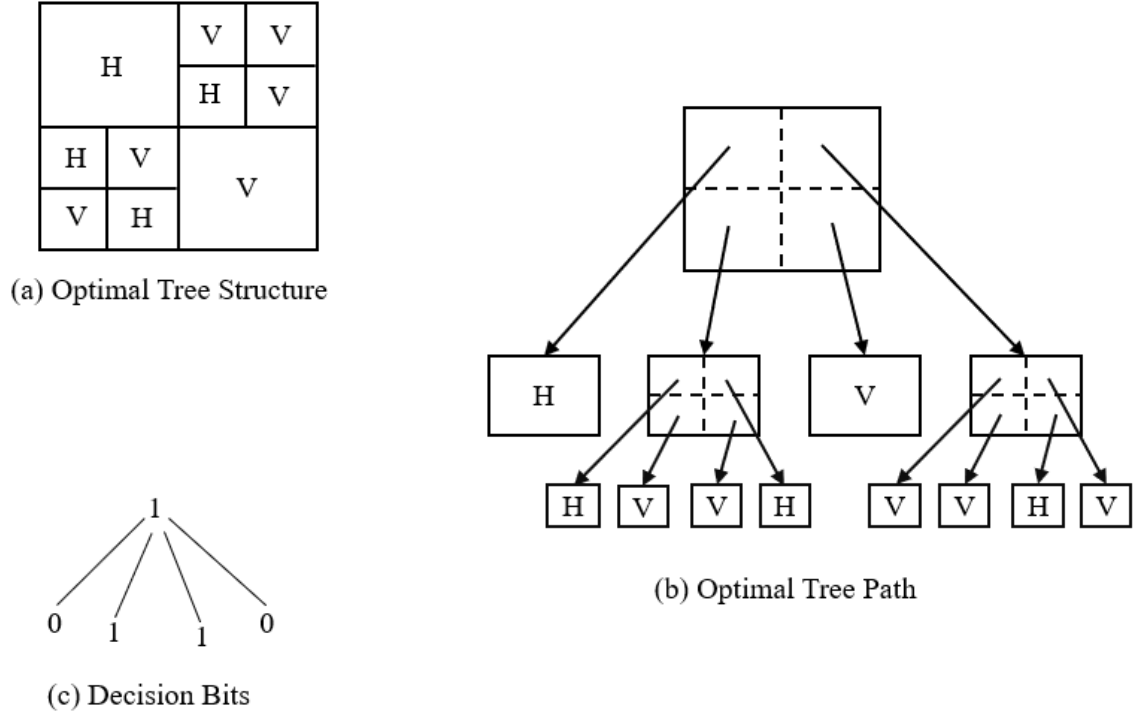 H
V V
H V
H V
V H
V
(a) Optimal Tree Structure
H
V
H V V H V V H V
(b) Optimal Tree Path
1
0 1 1 0
(c) Decision Bits